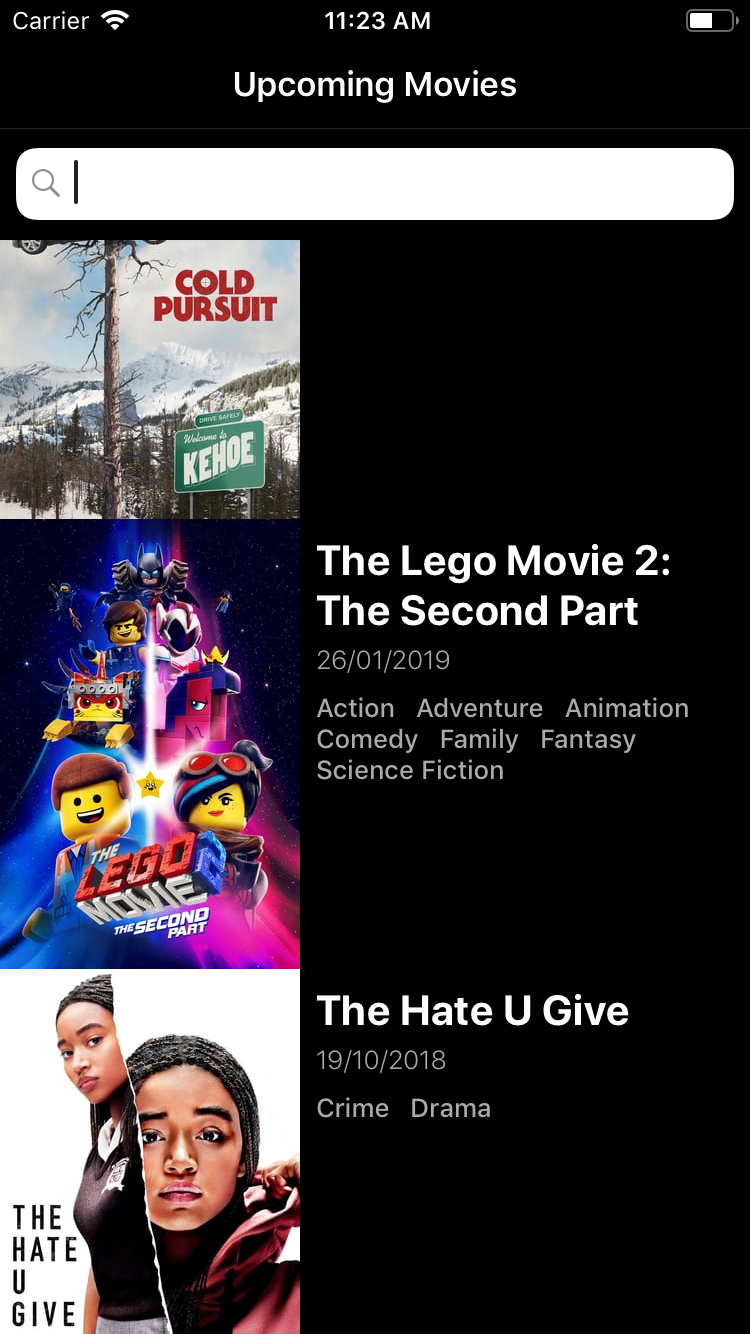 Carrier
11:23 AM
Upcoming Movies
COLD
PURSUIT
DRIVE SAFELY
Welcome to
KEHOE
The Lego Movie 2:
The Second Part
26/01/2019
Action Adventure Animation
Comedy Family Fantasy
Science Fiction
THE
LEGO
MOVIE 2
THE SECOND
PART
The Hate U Give
19/10/2018
Crime Drama
THE
HATE
U
GIVE